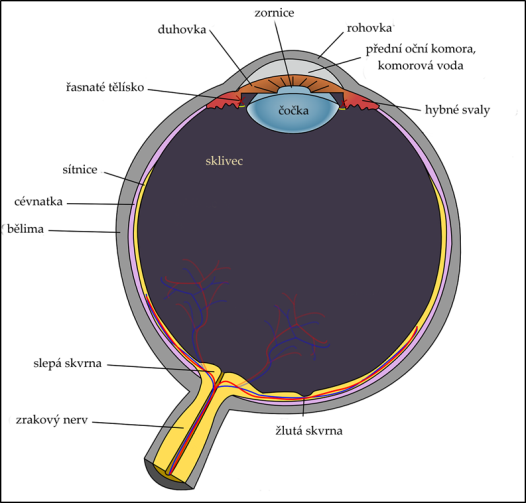 zornice
duhovka
rohovka
přední oční komora,
komorová voda
řasnaté tělísko
čočka
hybné svaly
sklivec
sítnice
cévnatka
bělima
slepá skvrna
zrakový nerv
žlutá skvrna